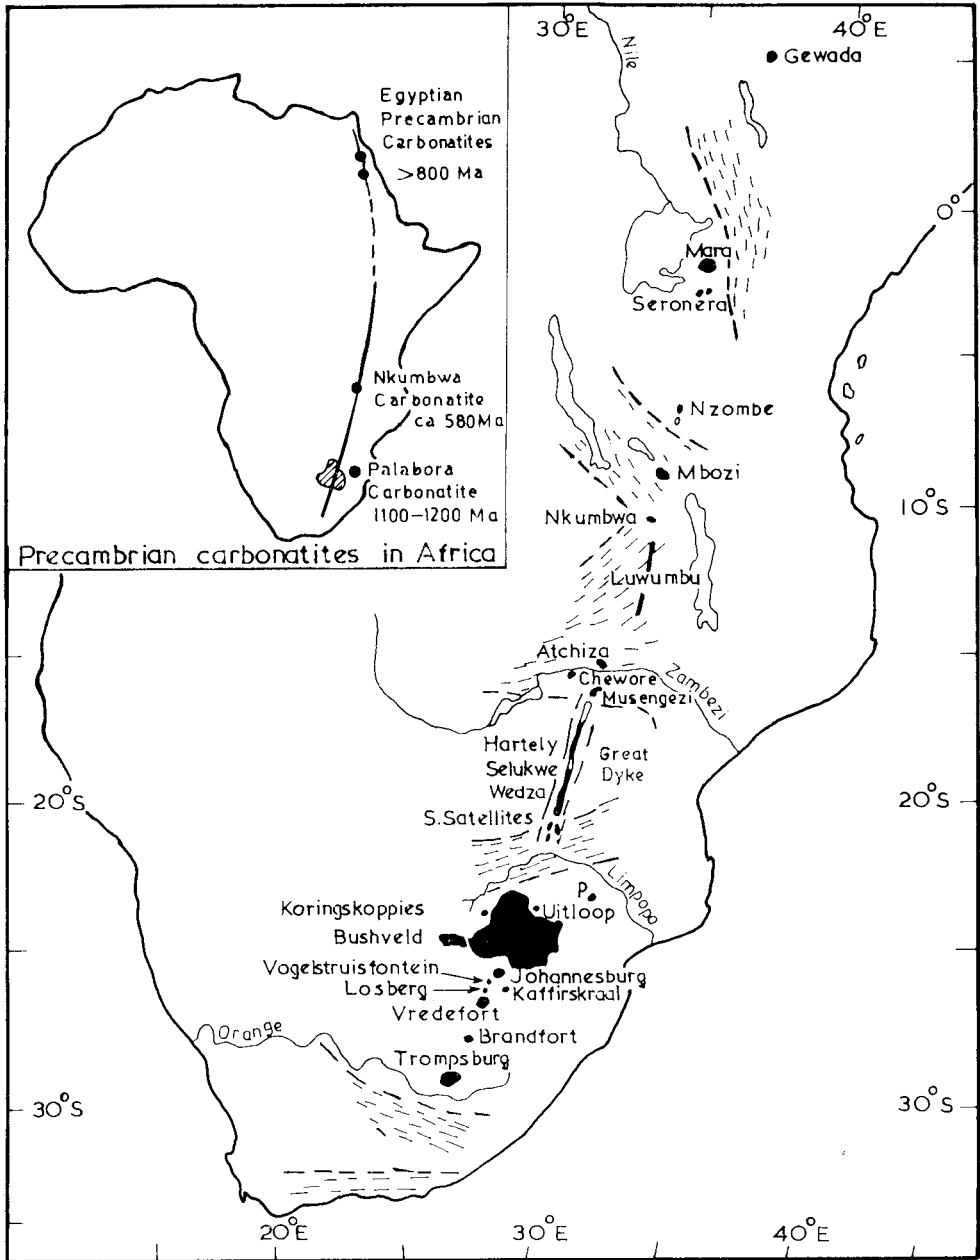 30°E
40°E
Nile
Gewada
Egyptian
Precambrian
Carbonatites
>800 Ma
Nkumbwa
Carbonatite
ca 580Ma
Palabora
Carbonatite
1100-1200 Ma
Precambrian carbonatites in Africa
0°
Mara
Seronera
Nzombe
Mbozi
10°S
Nkumbwa
Luwumbu
Atchiza
Chewore
Musengezi
Zambezi
Hartely
Selukwe
Wedza
Great
Dyke
20°S
20°S
S.Satellites
Limpopo
P
Koringskoppies
Uitloop
Bushveld
Vogelstruisfontein
Johannesburg
Losberg
Kaffirskraal
Vredefort
Orange
Brandfort
Trompsburg
30°S
30°S
20°E
30°E
40°E